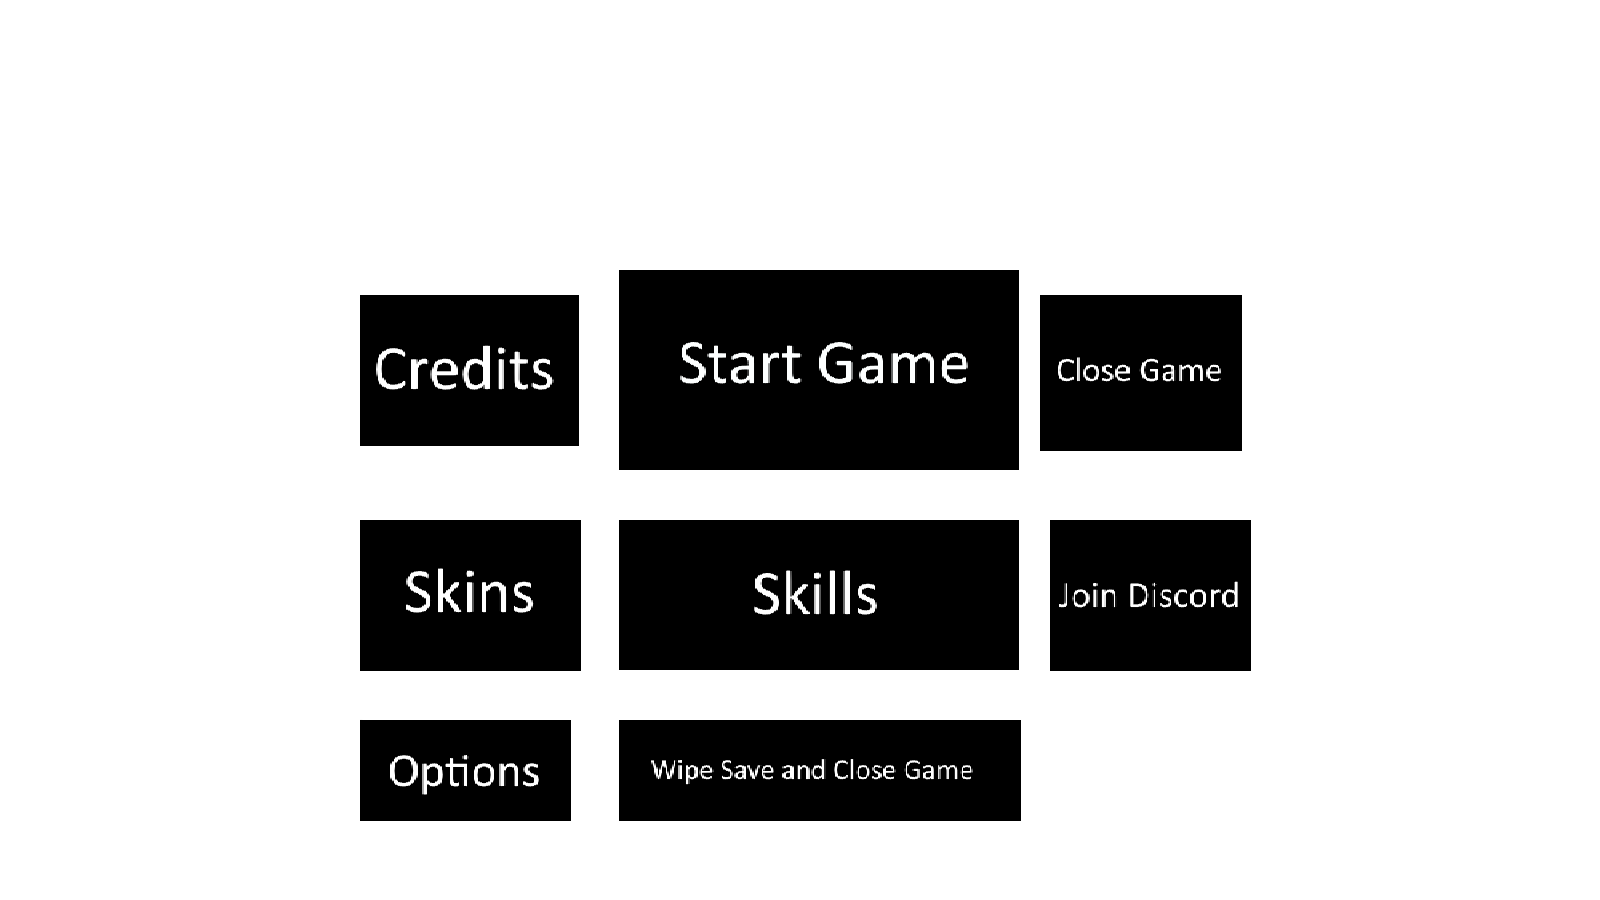 Credits
Start Game
Close Game
Skins
Skills
Join Discord
Options
Wipe Save and Close Game